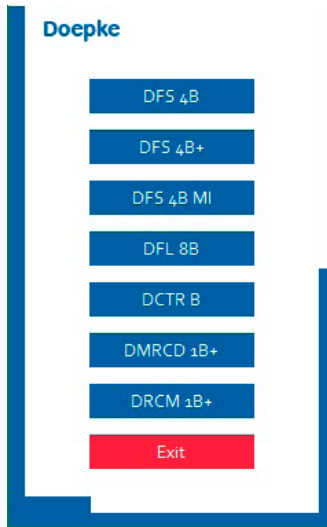 Doepke
DFS 4B
DFS 4B+
DFS 4B MI
DFL 8B
DCTR B
DMRCD 1B+
DRCM 1B+
Exit